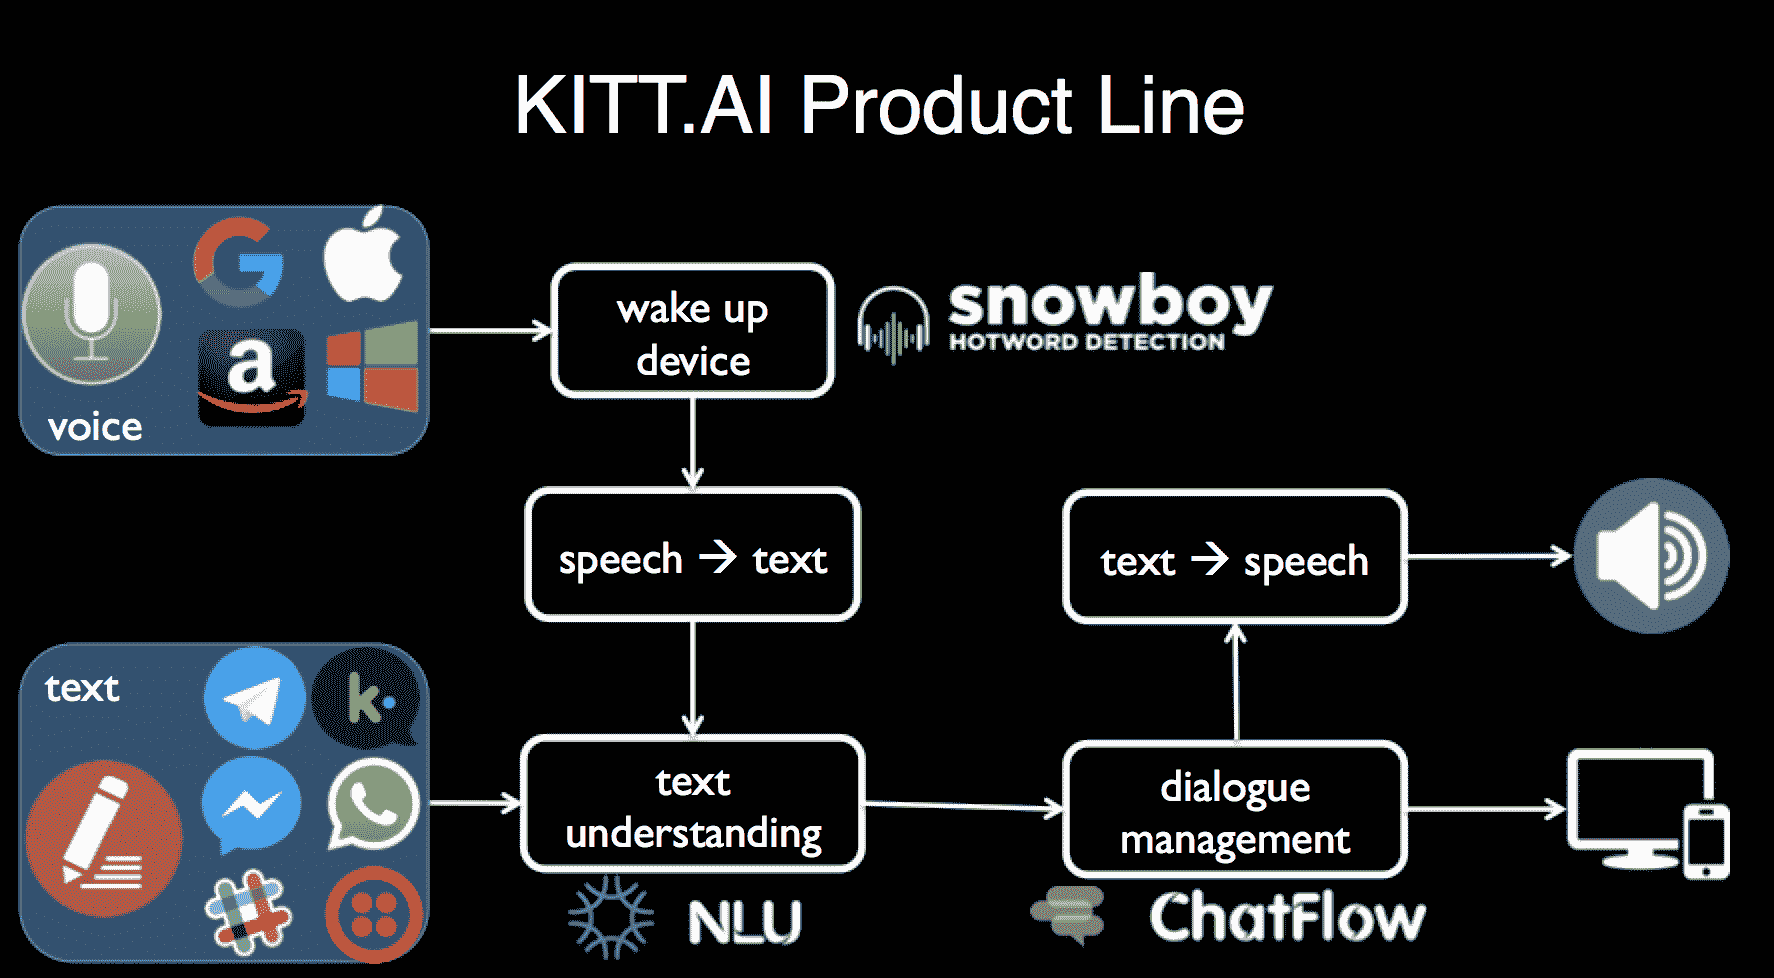 KITT.AI Product Line
voice
a
wake up
device
snowboy
HOTWORD DETECTION
speech → text
text → speech
text
k
text
understanding
dialogue
management
NLU
ChatFlow